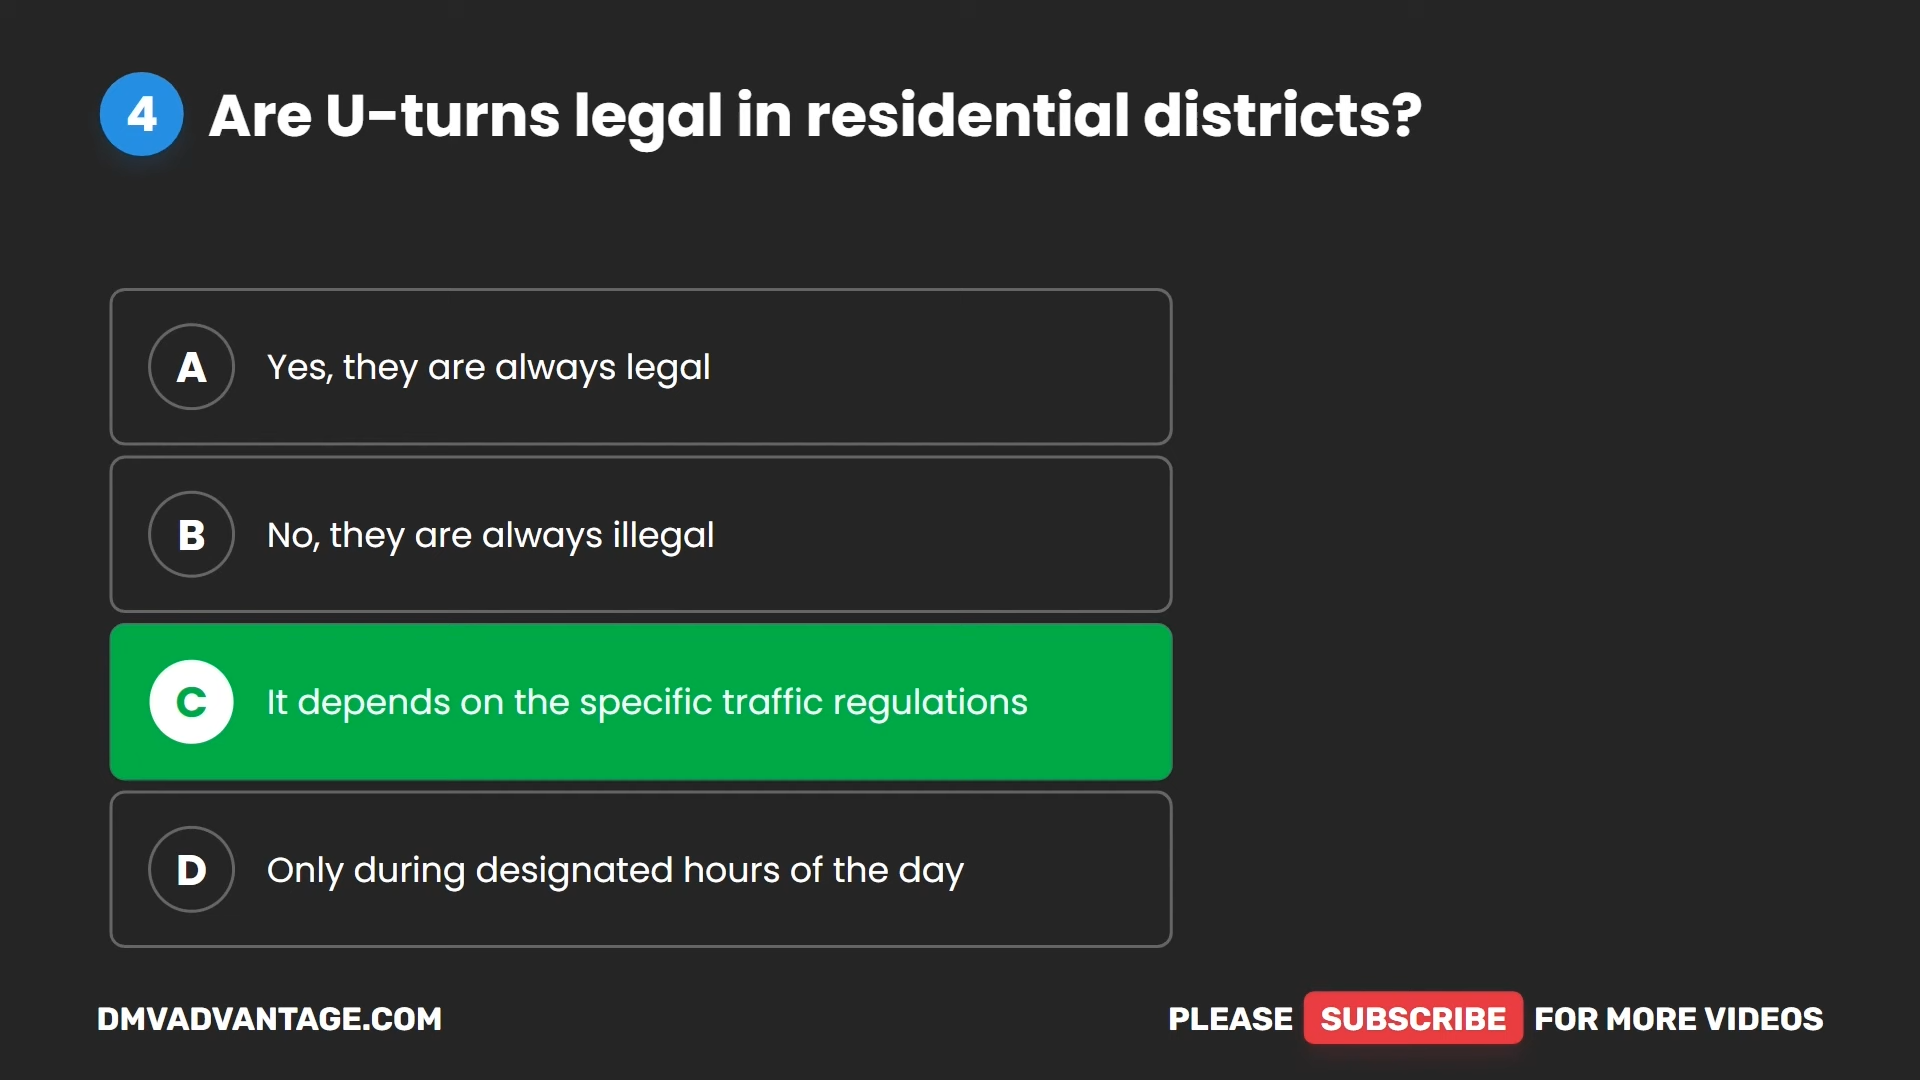 4 Are U-turns legal in residential districts?
A Yes, they are always legal
B No, they are always illegal
C It depends on the specific traffic regulations
D Only during designated hours of the day
DMVADVANTAGE.COM
PLEASE SUBSCRIBE FOR MORE VIDEOS